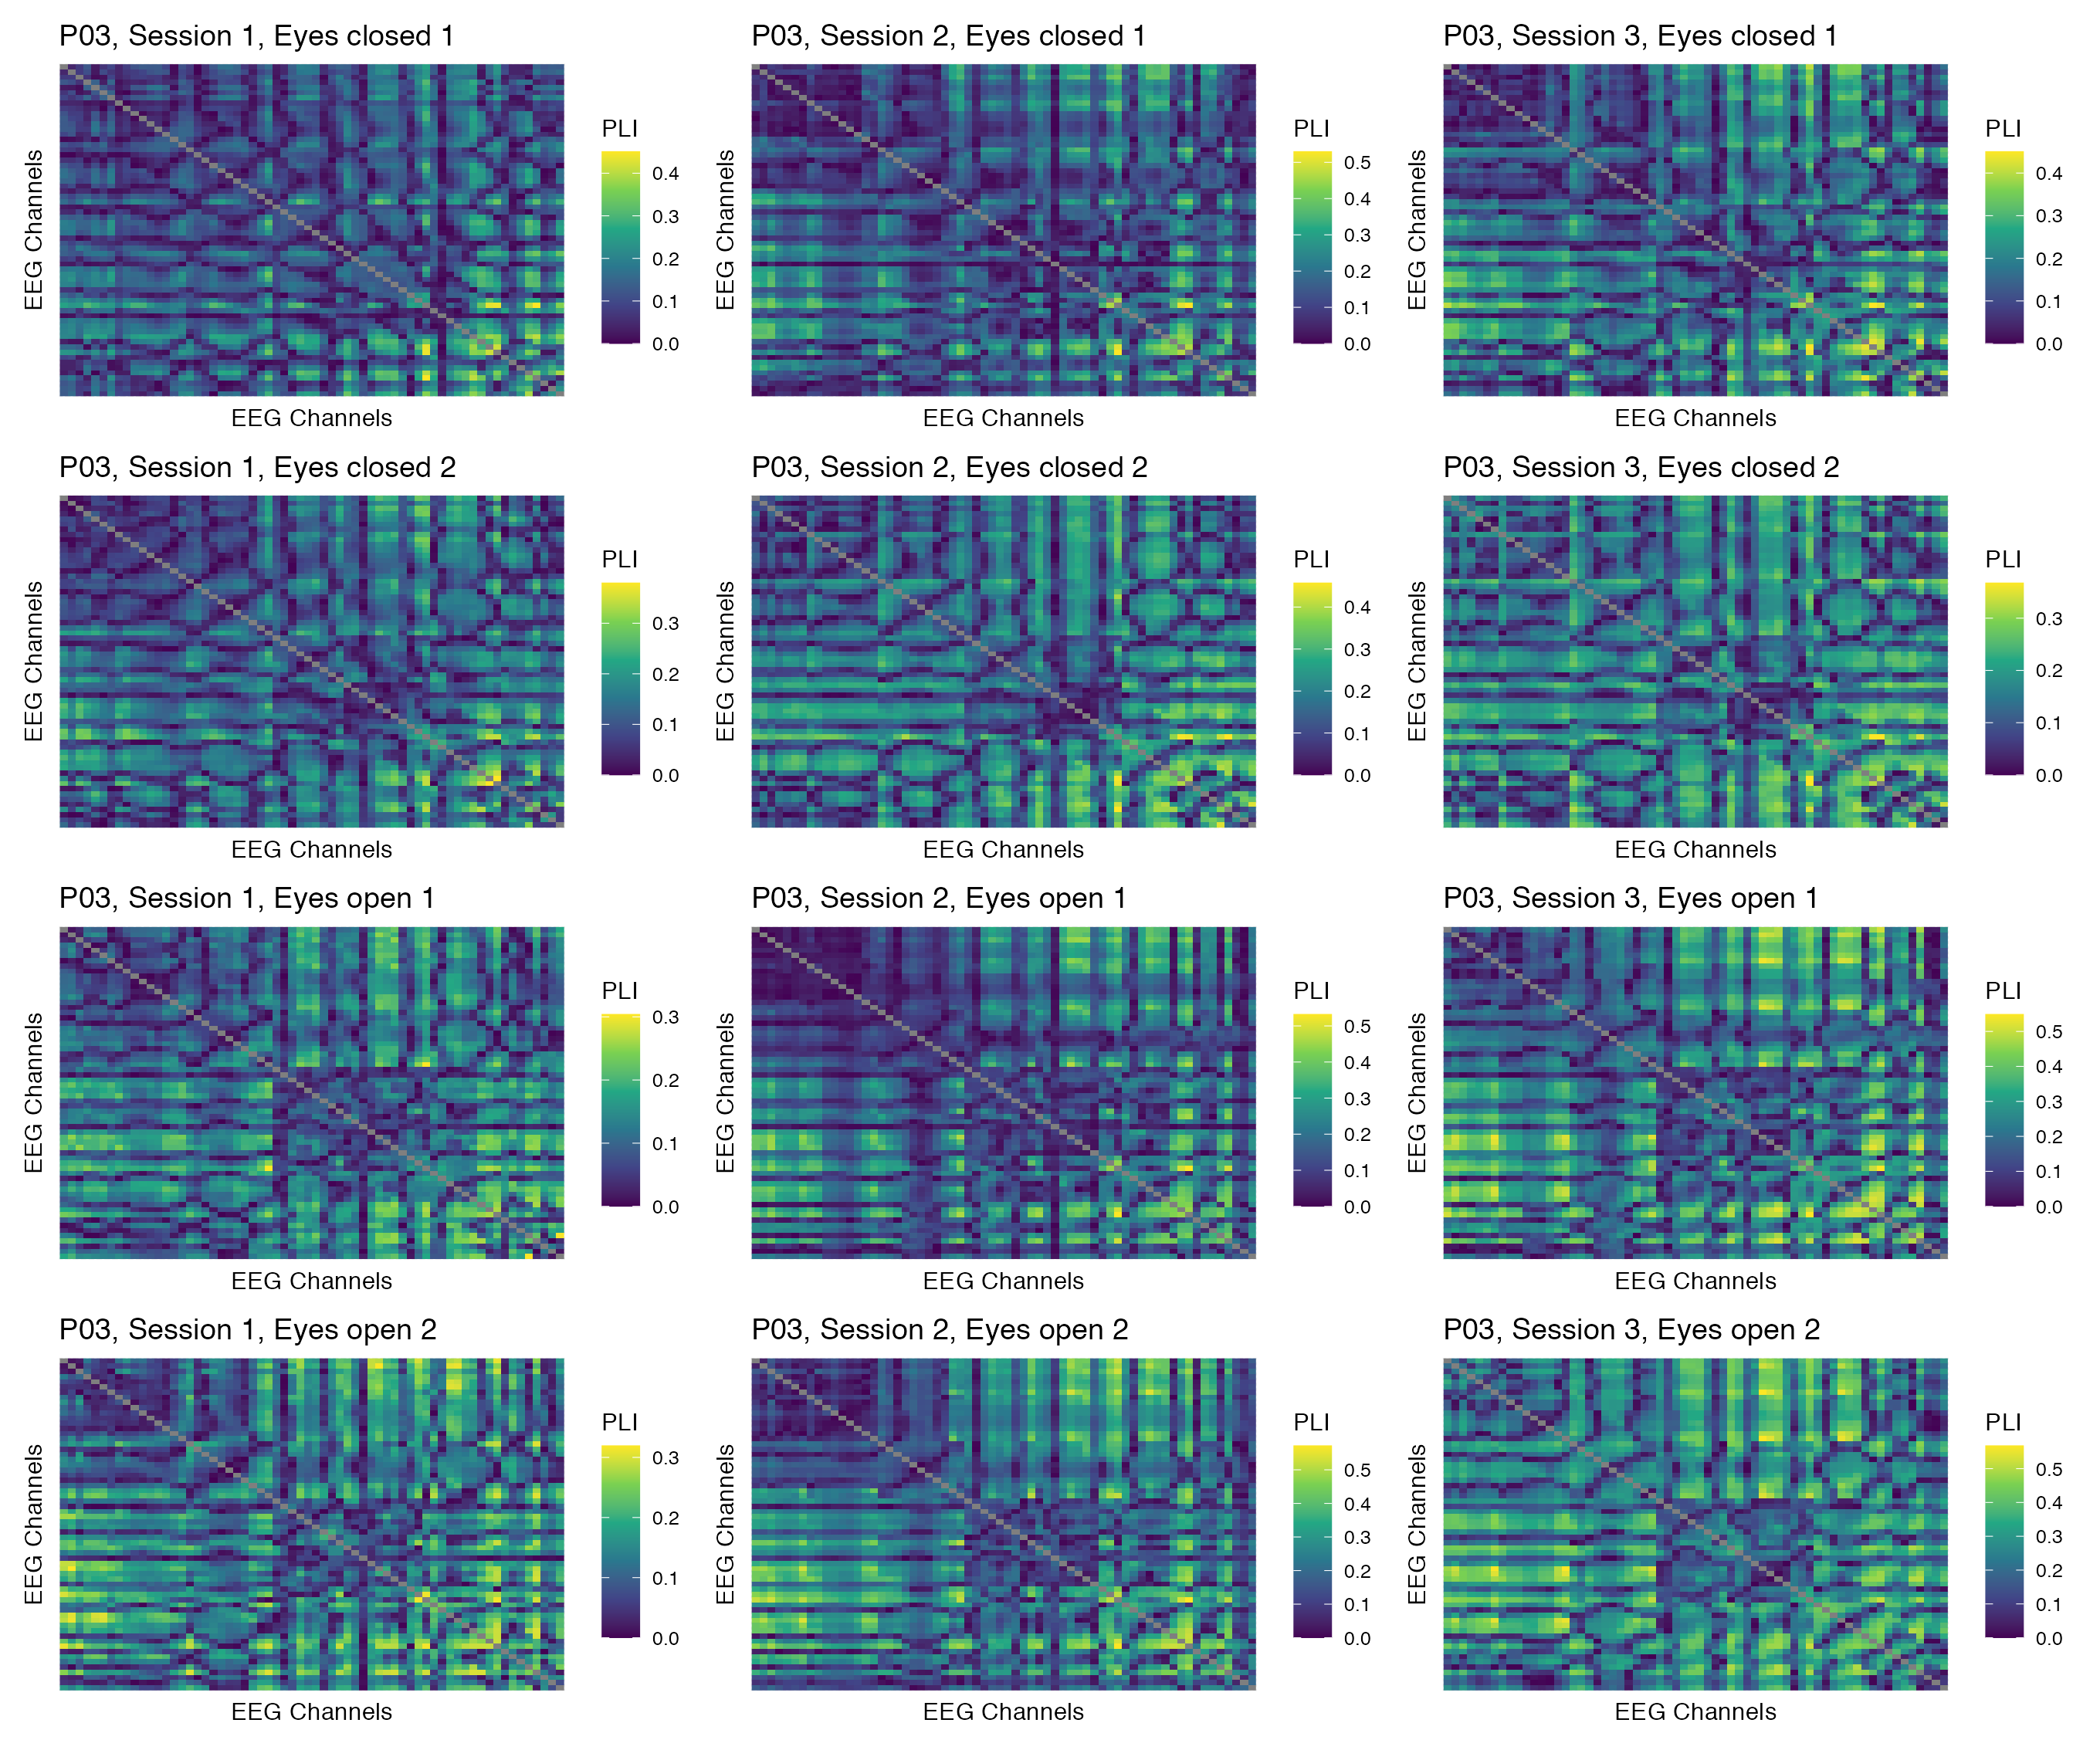 P03, Session 1, Eyes closed 1
EEG Channels
EEG Channels
PLI
0.4
0.3
0.2
0.1
0.0
P03, Session 2, Eyes closed 1
EEG Channels
EEG Channels
PLI
0.5
0.4
0.3
0.2
0.1
0.0
P03, Session 3, Eyes closed 1
EEG Channels
EEG Channels
PLI
0.4
0.3
0.2
0.1
0.0
P03, Session 1, Eyes closed 2
EEG Channels
EEG Channels
PLI
0.3
0.2
0.1
0.0
P03, Session 2, Eyes closed 2
EEG Channels
EEG Channels
PLI
0.4
0.3
0.2
0.1
0.0
P03, Session 3, Eyes closed 2
EEG Channels
EEG Channels
PLI
0.3
0.2
0.1
0.0
P03, Session 1, Eyes open 1
EEG Channels
EEG Channels
PLI
0.3
0.2
0.1
0.0
P03, Session 2, Eyes open 1
EEG Channels
EEG Channels
PLI
0.5
0.4
0.3
0.2
0.1
0.0
P03, Session 3, Eyes open 1
EEG Channels
EEG Channels
PLI
0.5
0.4
0.3
0.2
0.1
0.0
P03, Session 1, Eyes open 2
EEG Channels
EEG Channels
PLI
0.3
0.2
0.1
0.0
P03, Session 2, Eyes open 2
EEG Channels
EEG Channels
PLI
0.5
0.4
0.3
0.2
0.1
0.0
P03, Session 3, Eyes open 2
EEG Channels
EEG Channels
PLI
0.5
0.4
0.3
0.2
0.1
0.0